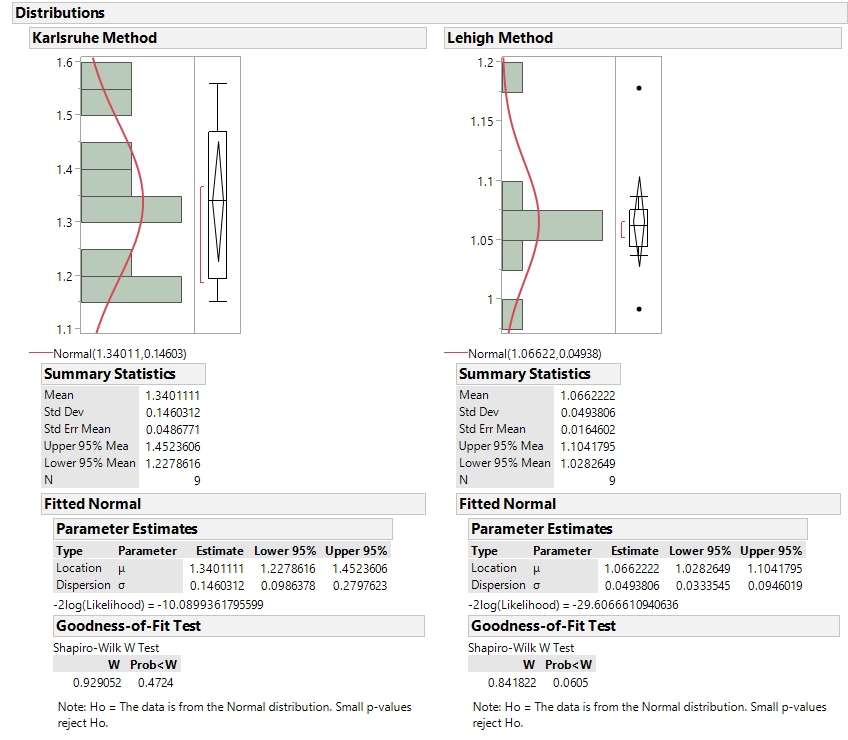 Distributions
Karlsruhe Method
1.6
1.5
1.4
1.3
1.2
1.1
Normal(1.34011,0.14603)
Summary Statistics
Mean 1.3401111
Std Dev 0.1460312
Std Err Mean 0.0486771
Upper 95% Mea 1.4523606
Lower 95% Mean 1.2278616
N 9
Fitted Normal
Parameter Estimates
Type Parameter Estimate Lower 95% Upper 95%
Location μ 1.3401111 1.2278616 1.4523606
Dispersion σ 0.1460312 0.0986378 0.2797623
-2log(Likelihood) = -10.0899361795599
Goodness-of-Fit Test
Shapiro-Wilk W Test
W Prob<W
0.929052 0.4724
Note: Ho = The data is from the Normal distribution. Small p-values
reject Ho.
Lehigh Method
1.2
1.15
1.1
1.05
1
Normal(1.06622,0.04938)
Summary Statistics
Mean 1.0662222
Std Dev 0.0493806
Std Err Mean 0.0164602
Upper 95% Mea 1.1041795
Lower 95% Mean 1.0282649
N 9
Fitted Normal
Parameter Estimates
Type Parameter Estimate Lower 95% Upper 95%
Location μ 1.0662222 1.0282649 1.1041795
Dispersion σ 0.0493806 0.0333545 0.0946019
-2log(Likelihood) = -29.6066610940636
Goodness-of-Fit Test
Shapiro-Wilk W Test
W Prob<W
0.841822 0.0605
Note: Ho = The data is from the Normal distribution. Small p-values
reject Ho.